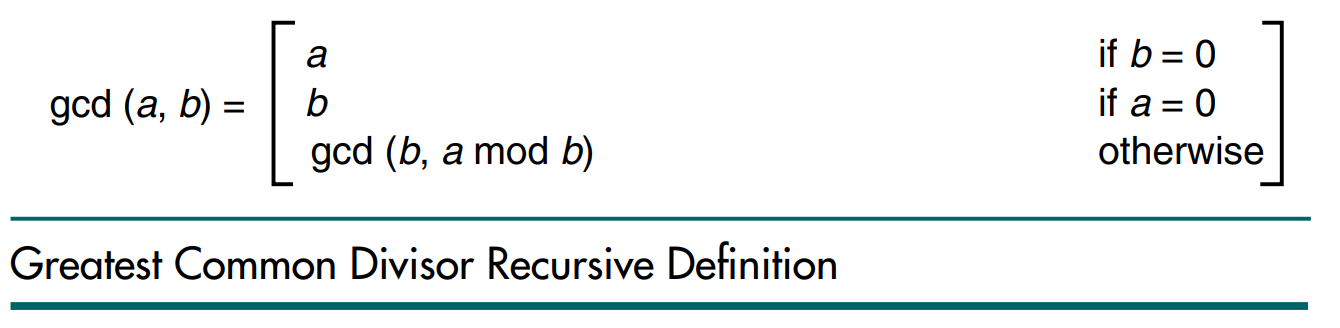 a if b = 0
gcd (a, b) = b if a = 0
gcd (b, a mod b) otherwise
Greatest Common Divisor Recursive Definition